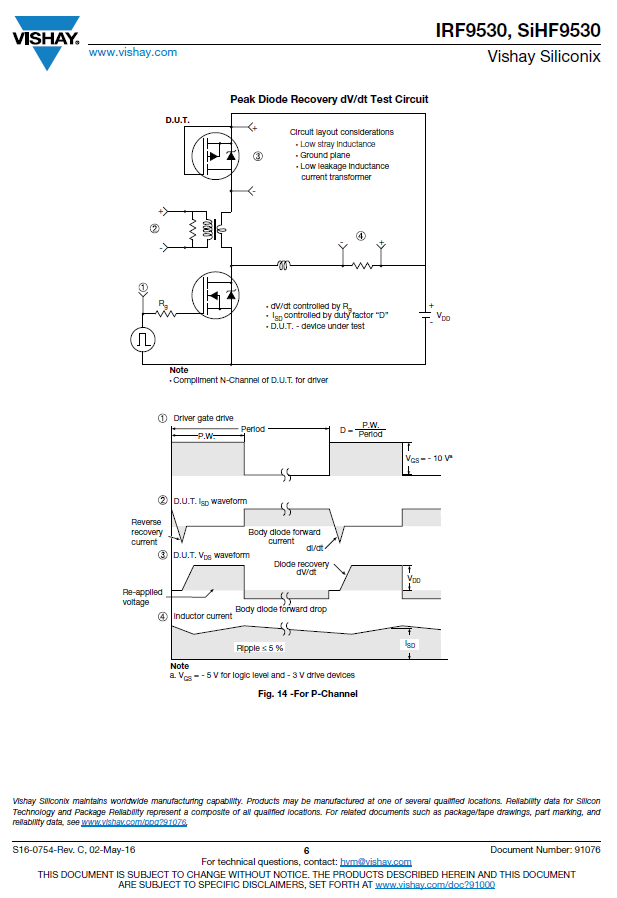 IRF9530, SiHF9530
VISHAY®
www.vishay.com
Vishay Siliconix
Peak Diode Recovery dV/dt Test Circuit
D.U.T.
+
Circuit layout considerations
• Low stray inductance
③
• Ground plane
• Low leakage inductance
current transformer
-
+
②
④
-
- +
①
Rg
• dV/dt controlled by Rg
• ISD controlled by duty factor "D"
• D.U.T. - device under test
+
VDD
-
Note
• Compliment N-Channel of D.U.T. for driver
① Driver gate drive
Period
P.W.
D = P.W.
Period
VGS = - 10 Va
② D.U.T. ISD waveform
Reverse
recovery
current
Body diode forward
current
dI/dt
③ D.U.T. VDS waveform
Diode recovery
dV/dt
VDD
Re-applied
voltage
Body diode forward drop
④ Inductor current
ISD
Ripple ≤ 5 %
Note
a. VGS = - 5 V for logic level and - 3 V drive devices
Fig. 14 -For P-Channel
Vishay Siliconix maintains worldwide manufacturing capability. Products may be manufactured at one of several qualified locations. Reliability data for Silicon
Technology and Package Reliability represent a composite of all qualified locations. For related documents such as package/tape drawings, part marking, and
reliability data, see www.vishay.com/ppg?91076.
S16-0754-Rev. C, 02-May-16
6
Document Number: 91076
For technical questions, contact: hvm@vishay.com
THIS DOCUMENT IS SUBJECT TO CHANGE WITHOUT NOTICE. THE PRODUCTS DESCRIBED HEREIN AND THIS DOCUMENT
ARE SUBJECT TO SPECIFIC DISCLAIMERS, SET FORTH AT www.vishay.com/doc?91000